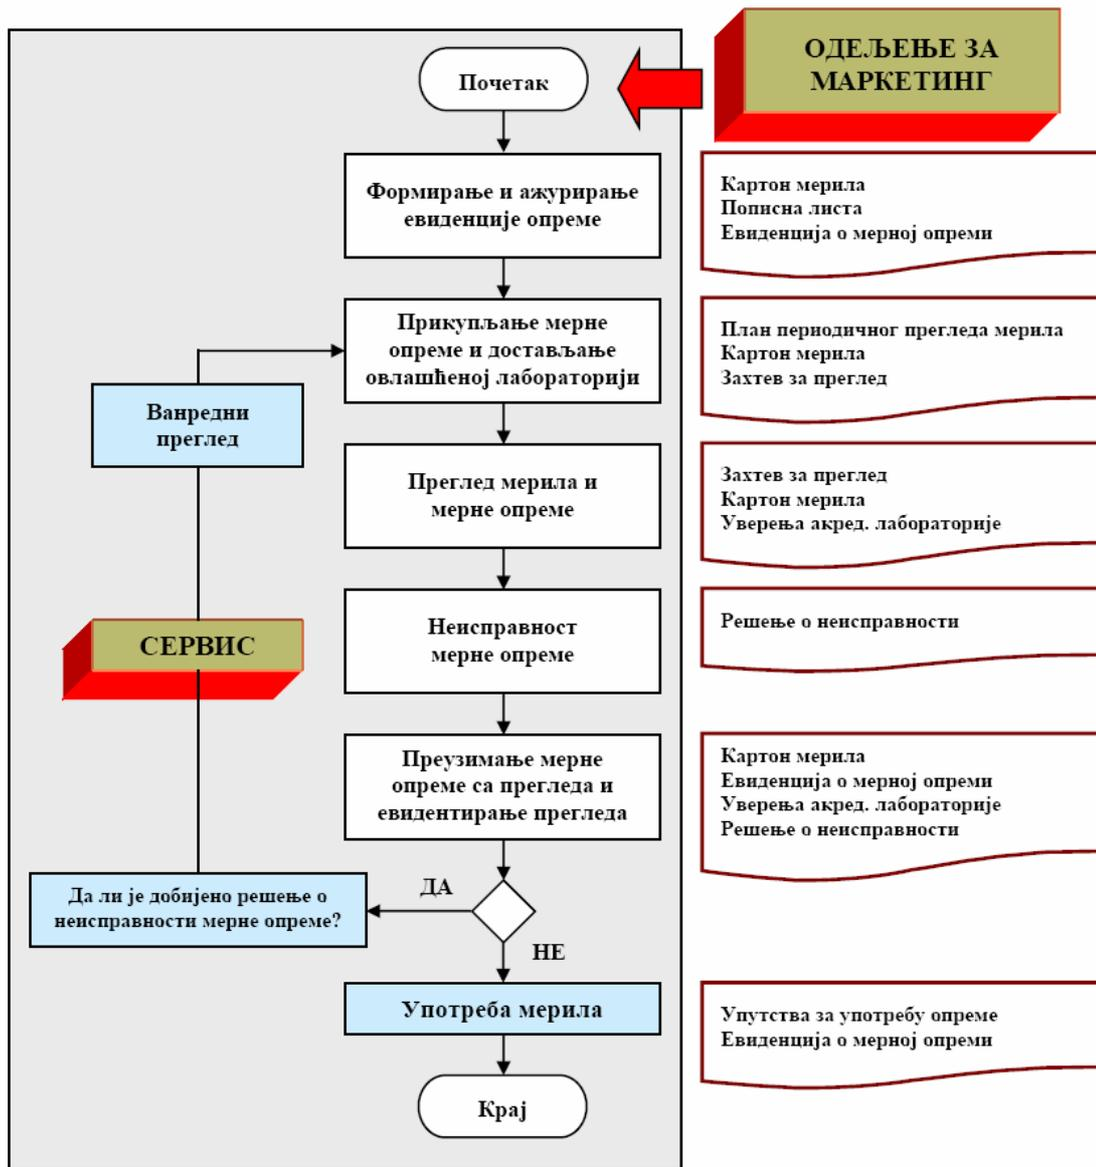 ОДЕЉЕЊЕ ЗА
МАРКЕТИНГ
Почетак
Формирање и ажурирање
евиденције опреме
Картон мерила
Пописна листа
Евиденција о мерној опреми
Прикупљање мерне
опреме и достављање
овлашћеној лабораторији
План периодичног прегледа мерила
Картон мерила
Захтев за преглед
Ванредни
преглед
Преглед мерила и
мерне опреме
Захтев за преглед
Картон мерила
Уверења акред. лабораторије
Неисправност
мерне опреме
Решење о неисправности
СЕРВИС
Преузимање мерне
опреме са прегледа и
евидентирање прегледа
Картон мерила
Евиденција о мерној опреми
Уверења акред. лабораторије
Решење о неисправности
Да ли је добијено решење о
неисправности мерне опреме?
ДА
НЕ
Употреба мерила
Упутства за употребу опреме
Евиденција о мерној опреми
Крај